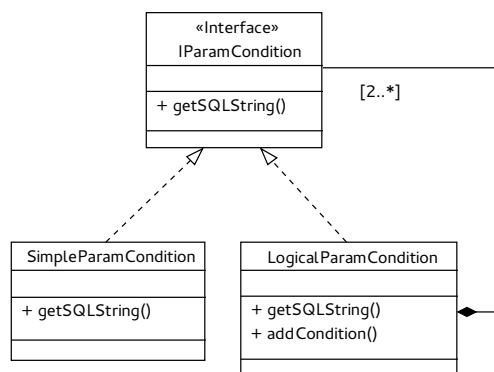 «Interface»
IParamCondition
+ getSQLString()
[2..*]
SimpleParamCondition
+ getSQLString()
LogicalParamCondition
+ getSQLString()
+ addCondition()